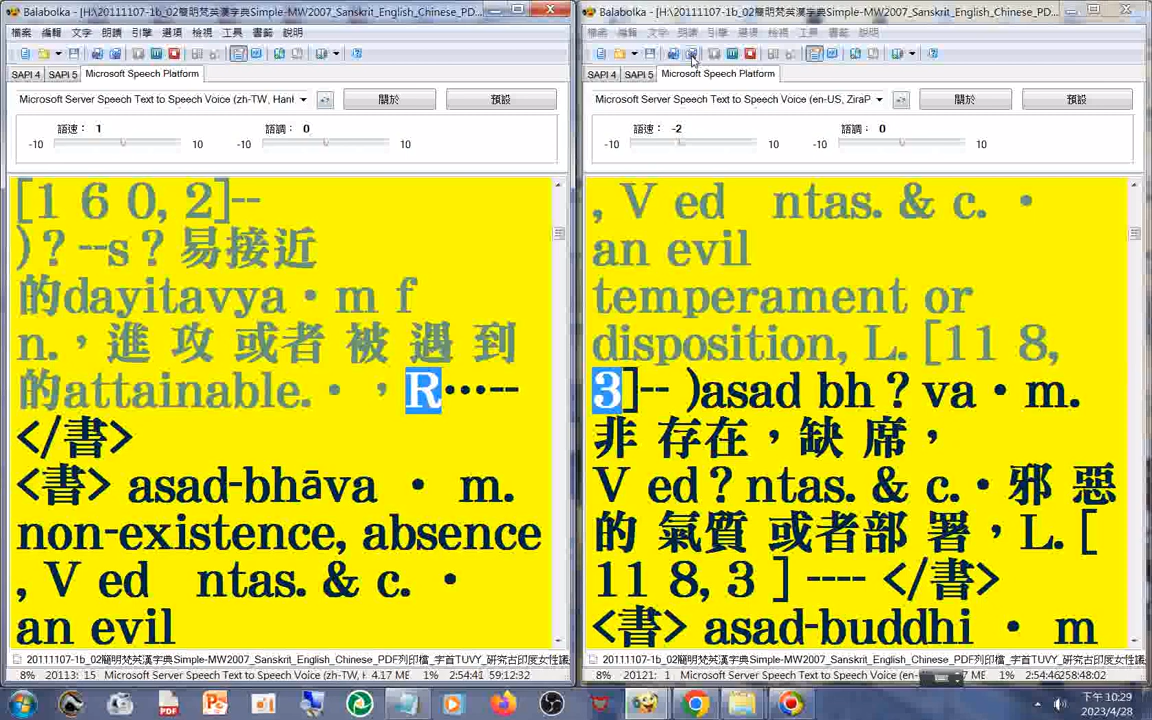 Balabolka - [H:\20111107-1b_02簡明梵英漢字典Simple-MW2007_Sanskrit_English_Chinese_PD...
檔案 編輯 文字 朗讀 引擎 選項 檢視 工具 書籤 說明
SAPI 4 SAPI 5 Microsoft Speech Platform
Microsoft Server Speech Text to Speech Voice (zh-TW, Hanl
關於 預設
語速： 1 語調： 0
-10 10 -10 10
[1 6 0, 2]--
)？--s？易接近
的dayitavya・m f
n.，進 攻 或者 被 遇 到
的attainable.・，R…--
</書>
<書> asad-bhāva ・ m.
non-existence, absence
, V ed ntas. & c. ・
an evil
20111107-1b_02簡明梵英漢字典Simple-MW2007_Sanskrit_English_Chinese_PDF列印檔_字首TUVY_研究古印度女性議
8% 20113: 15 Microsoft Server Speech Text to Speech Voice (zh-TW, H 4.17 ME 1% 2:54:41 59:12:32
Balabolka - [H:\20111107-1b_02簡明梵英漢字典Simple-MW2007_Sanskrit_English_Chinese_PDF...
檔案 編輯 文字 朗讀 引擎 選項 檢視 工具 書籤 說明
SAPI 4 SAPI 5 Microsoft Speech Platform
Microsoft Server Speech Text to Speech Voice (en-US, ZiraP
關於 預設
語速： -2 語調： 0
-10 10 -10 10
, V ed ntas. & c. ・
an evil
temperament or
disposition, L. [11 8,
3]-- )asad bh？va・m.
非 存在，缺 席，
V ed？ntas. & c.・邪 惡
的 氣質 或者部 署，L. [
11 8, 3 ] ---- </書>
<書> asad-buddhi ・ m
20111107-1b_02簡明梵英漢字典Simple-MW2007_Sanskrit_English_Chinese_PDF列印檔_字首TUVY_研究古印度女性議
8% 20121: 1 Microsoft Server Speech Text to Speech Voice (en- 4.17 ME 1% 2:54:46 58:48:02
下午 10:29
2023/4/28